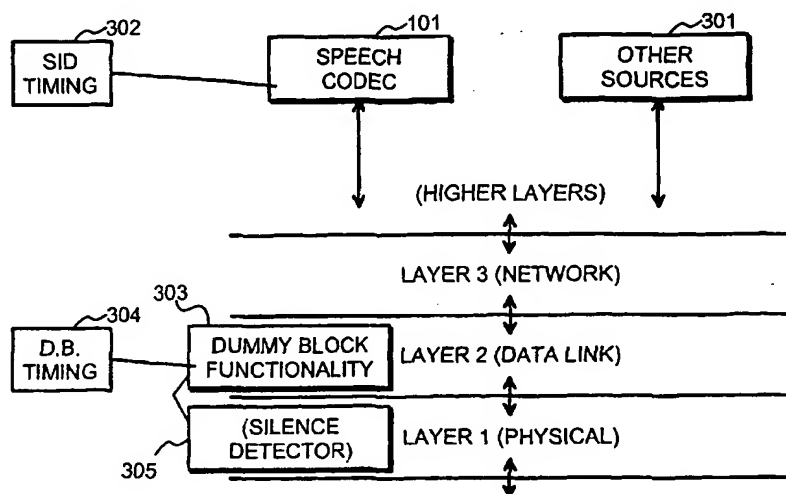 302
SID
TIMING
101
SPEECH
CODEC
301
OTHER
SOURCES
(HIGHER LAYERS)
LAYER 3 (NETWORK)
304
D.B.
TIMING
303
DUMMY BLOCK
FUNCTIONALITY
LAYER 2 (DATA LINK)
(SILENCE
DETECTOR)
LAYER 1 (PHYSICAL)
305